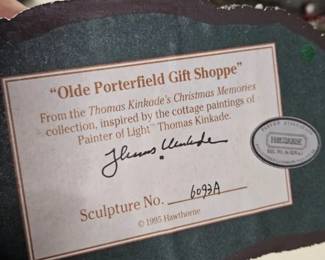 "Olde Porterfield Gift Shoppe"
From the Thomas Kinkade's Christmas Memories
collection, inspired by the cottage paintings of
Painter of Light™ Thomas Kinkade.
Thomas Kinkade
Sculpture No. 6093A
© 1995 Hawthorne
HAWTHORNE